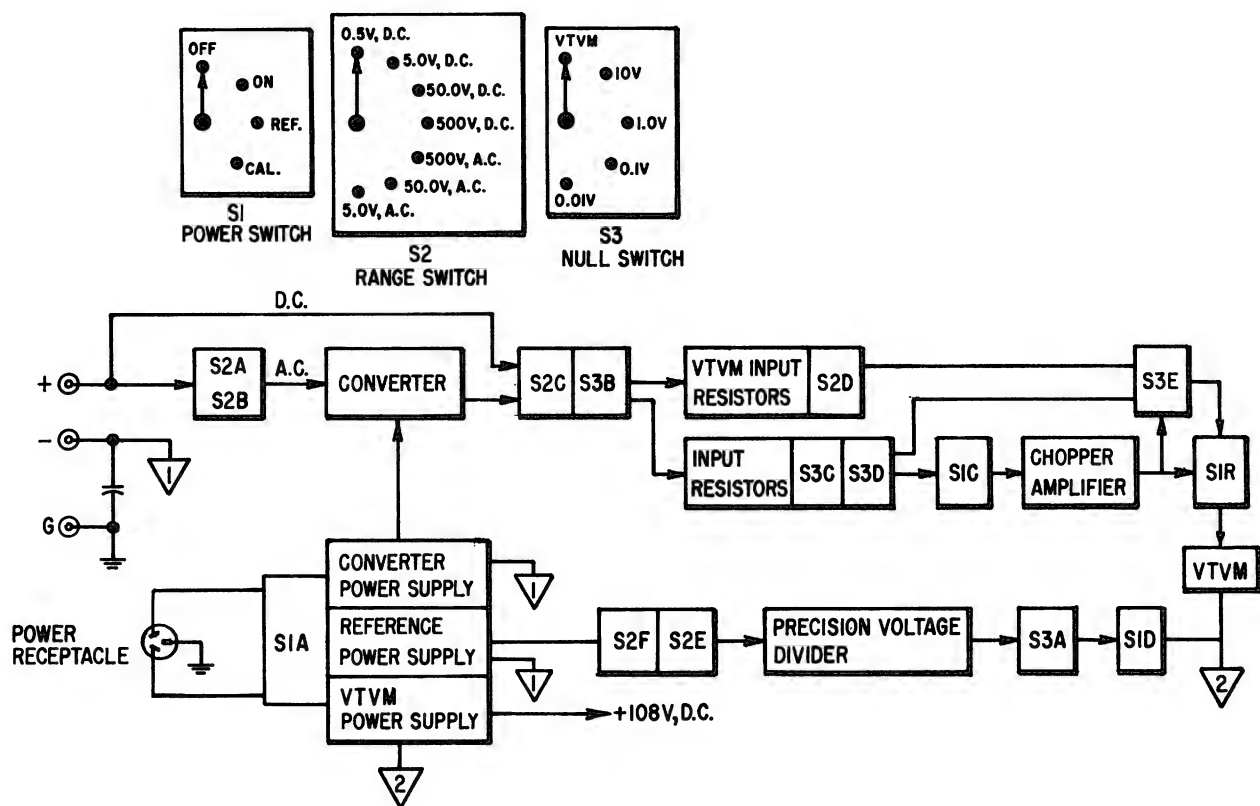 OFF
ON
REF.
CAL.
S1
POWER SWITCH
0.5V, D.C.
5.0V, D.C.
50.0V, D.C.
500V, D.C.
500V, A.C.
50.0V, A.C.
5.0V, A.C.
S2
RANGE SWITCH
VTVM
10V
1.0V
0.1V
0.01V
S3
NULL SWITCH
D.C.
+
S2A
S2B
A.C.
CONVERTER
S2C
S3B
VTVM INPUT
RESISTORS
S2D
S3E
-
1
G
INPUT
RESISTORS
S3C
S3D
S1C
CHOPPER
AMPLIFIER
S1R
VTVM
POWER
RECEPTACLE
S1A
CONVERTER
POWER SUPPLY
1
REFERENCE
POWER SUPPLY
1
VTVM
POWER SUPPLY
+108V, D.C.
2
S2F
S2E
PRECISION VOLTAGE
DIVIDER
S3A
S1D
2